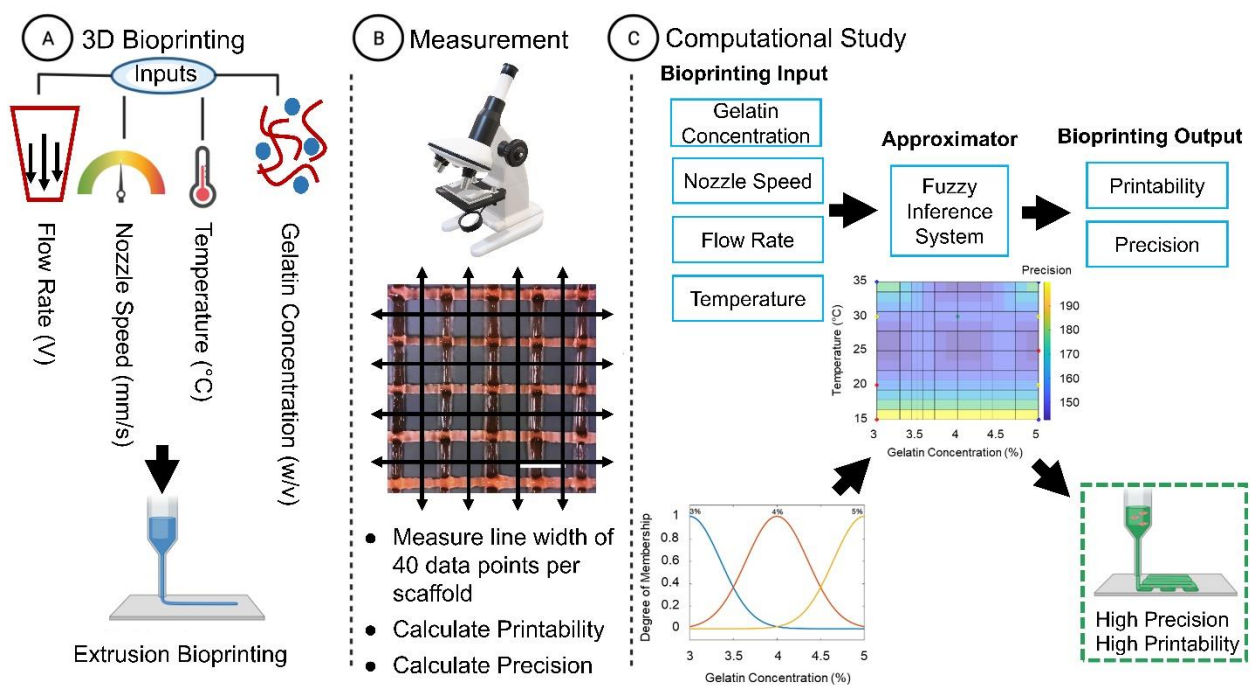 A
3D Bioprinting
Inputs
Flow Rate (V)
Nozzle Speed (mm/s)
Temperature (°C)
Gelatin Concentration (w/v)
Extrusion Bioprinting
B
Measurement
● Measure line width of
40 data points per
scaffold
● Calculate Printability
● Calculate Precision
C
Computational Study
Bioprinting Input
Gelatin
Concentration
Nozzle Speed
Flow Rate
Temperature
Approximator
Fuzzy
Inference
System
Bioprinting Output
Printability
Precision
Precision
35
30
25
20
15
Temperature (°C)
3
3.5
4
4.5
5
Gelatin Concentration (%)
190
180
170
160
150
3%
4%
5%
1
0.8
0.6
0.4
0.2
0
Degree of Membership
3
3.5
4
4.5
5
Gelatin Concentration (%)
High Precision
High Printability